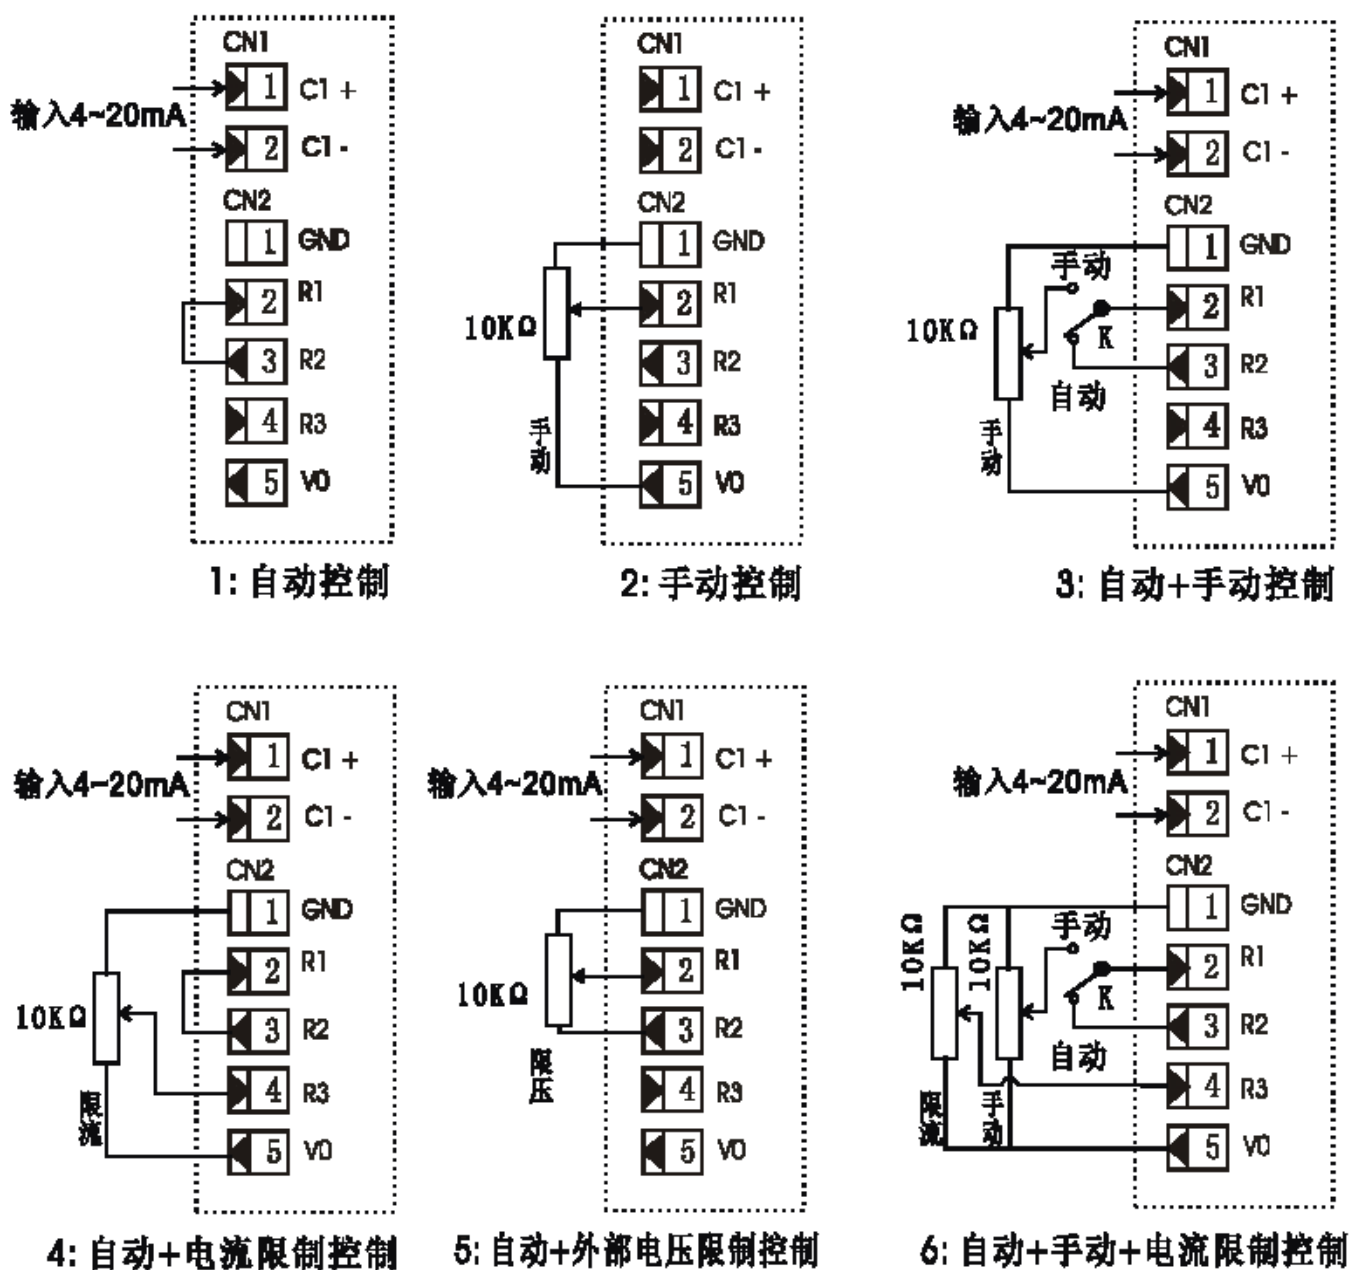 CN1
1 C1 +
输入4~20mA
2 C1 -
CN2
1 GND
2 R1
3 R2
4 R3
5 V0
1: 自动控制
CN1
1 C1 +
2 C1 -
CN2
1 GND
2 R1
10KΩ
3 R2
4 R3
手动
5 V0
2: 手动控制
CN1
1 C1 +
输入4~20mA
2 C1 -
CN2
1 GND
手动
2 R1
10KΩ
K
3 R2
自动
4 R3
手动
5 V0
3: 自动+手动控制
CN1
1 C1 +
输入4~20mA
2 C1 -
CN2
1 GND
2 R1
10KΩ
3 R2
4 R3
限流
5 V0
4: 自动+电流限制控制
CN1
1 C1 +
输入4~20mA
2 C1 -
CN2
1 GND
2 R1
10KΩ
3 R2
限压
4 R3
5 V0
5: 自动+外部电压限制控制
CN1
1 C1 +
输入4~20mA
2 C1 -
CN2
1 GND
10KΩ
10KΩ
手动
2 R1
K
3 R2
自动
4 R3
限流
手动
5 V0
6: 自动+手动+电流限制控制